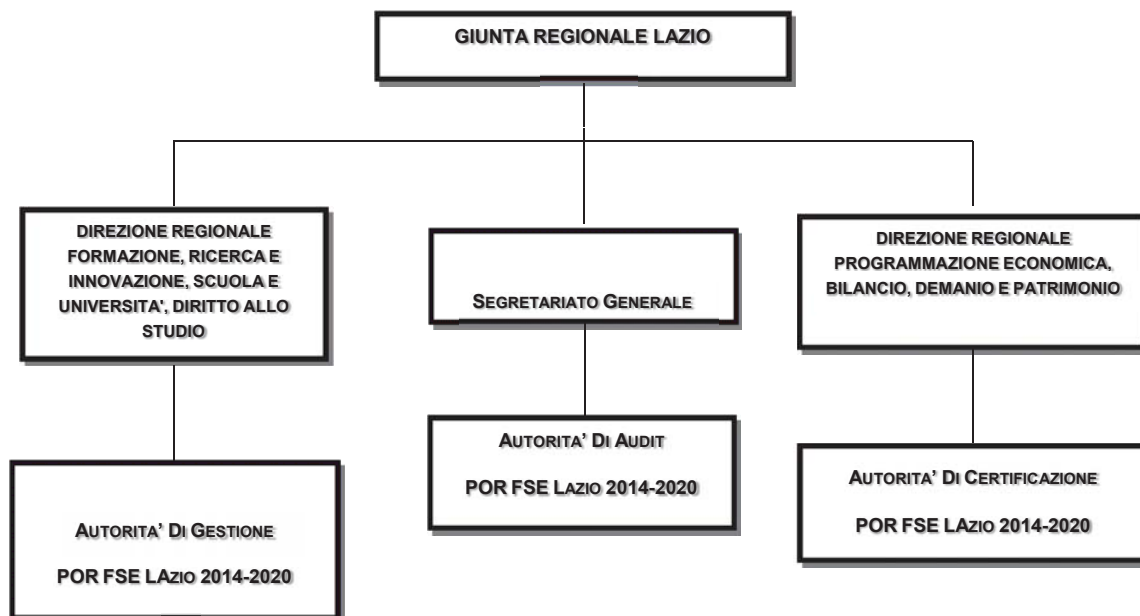 GIUNTA REGIONALE LAZIO
DIREZIONE REGIONALE
FORMAZIONE, RICERCA E
INNOVAZIONE, SCUOLA E
UNIVERSITA', DIRITTO ALLO
STUDIO
SEGRETARIATO GENERALE
DIREZIONE REGIONALE
PROGRAMMAZIONE ECONOMICA,
BILANCIO, DEMANIO E PATRIMONIO
AUTORITA’ DI GESTIONE
POR FSE LAZIO 2014-2020
AUTORITA’ DI AUDIT
POR FSE LAZIO 2014-2020
AUTORITA’ DI CERTIFICAZIONE
POR FSE LAZIO 2014-2020